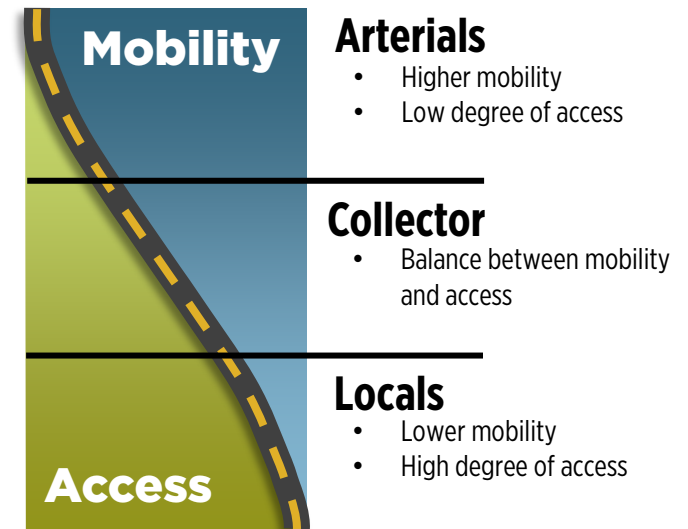 Mobility
Arterials
• Higher mobility
• Low degree of access
Collector
• Balance between mobility
and access
Locals
• Lower mobility
• High degree of access
Access